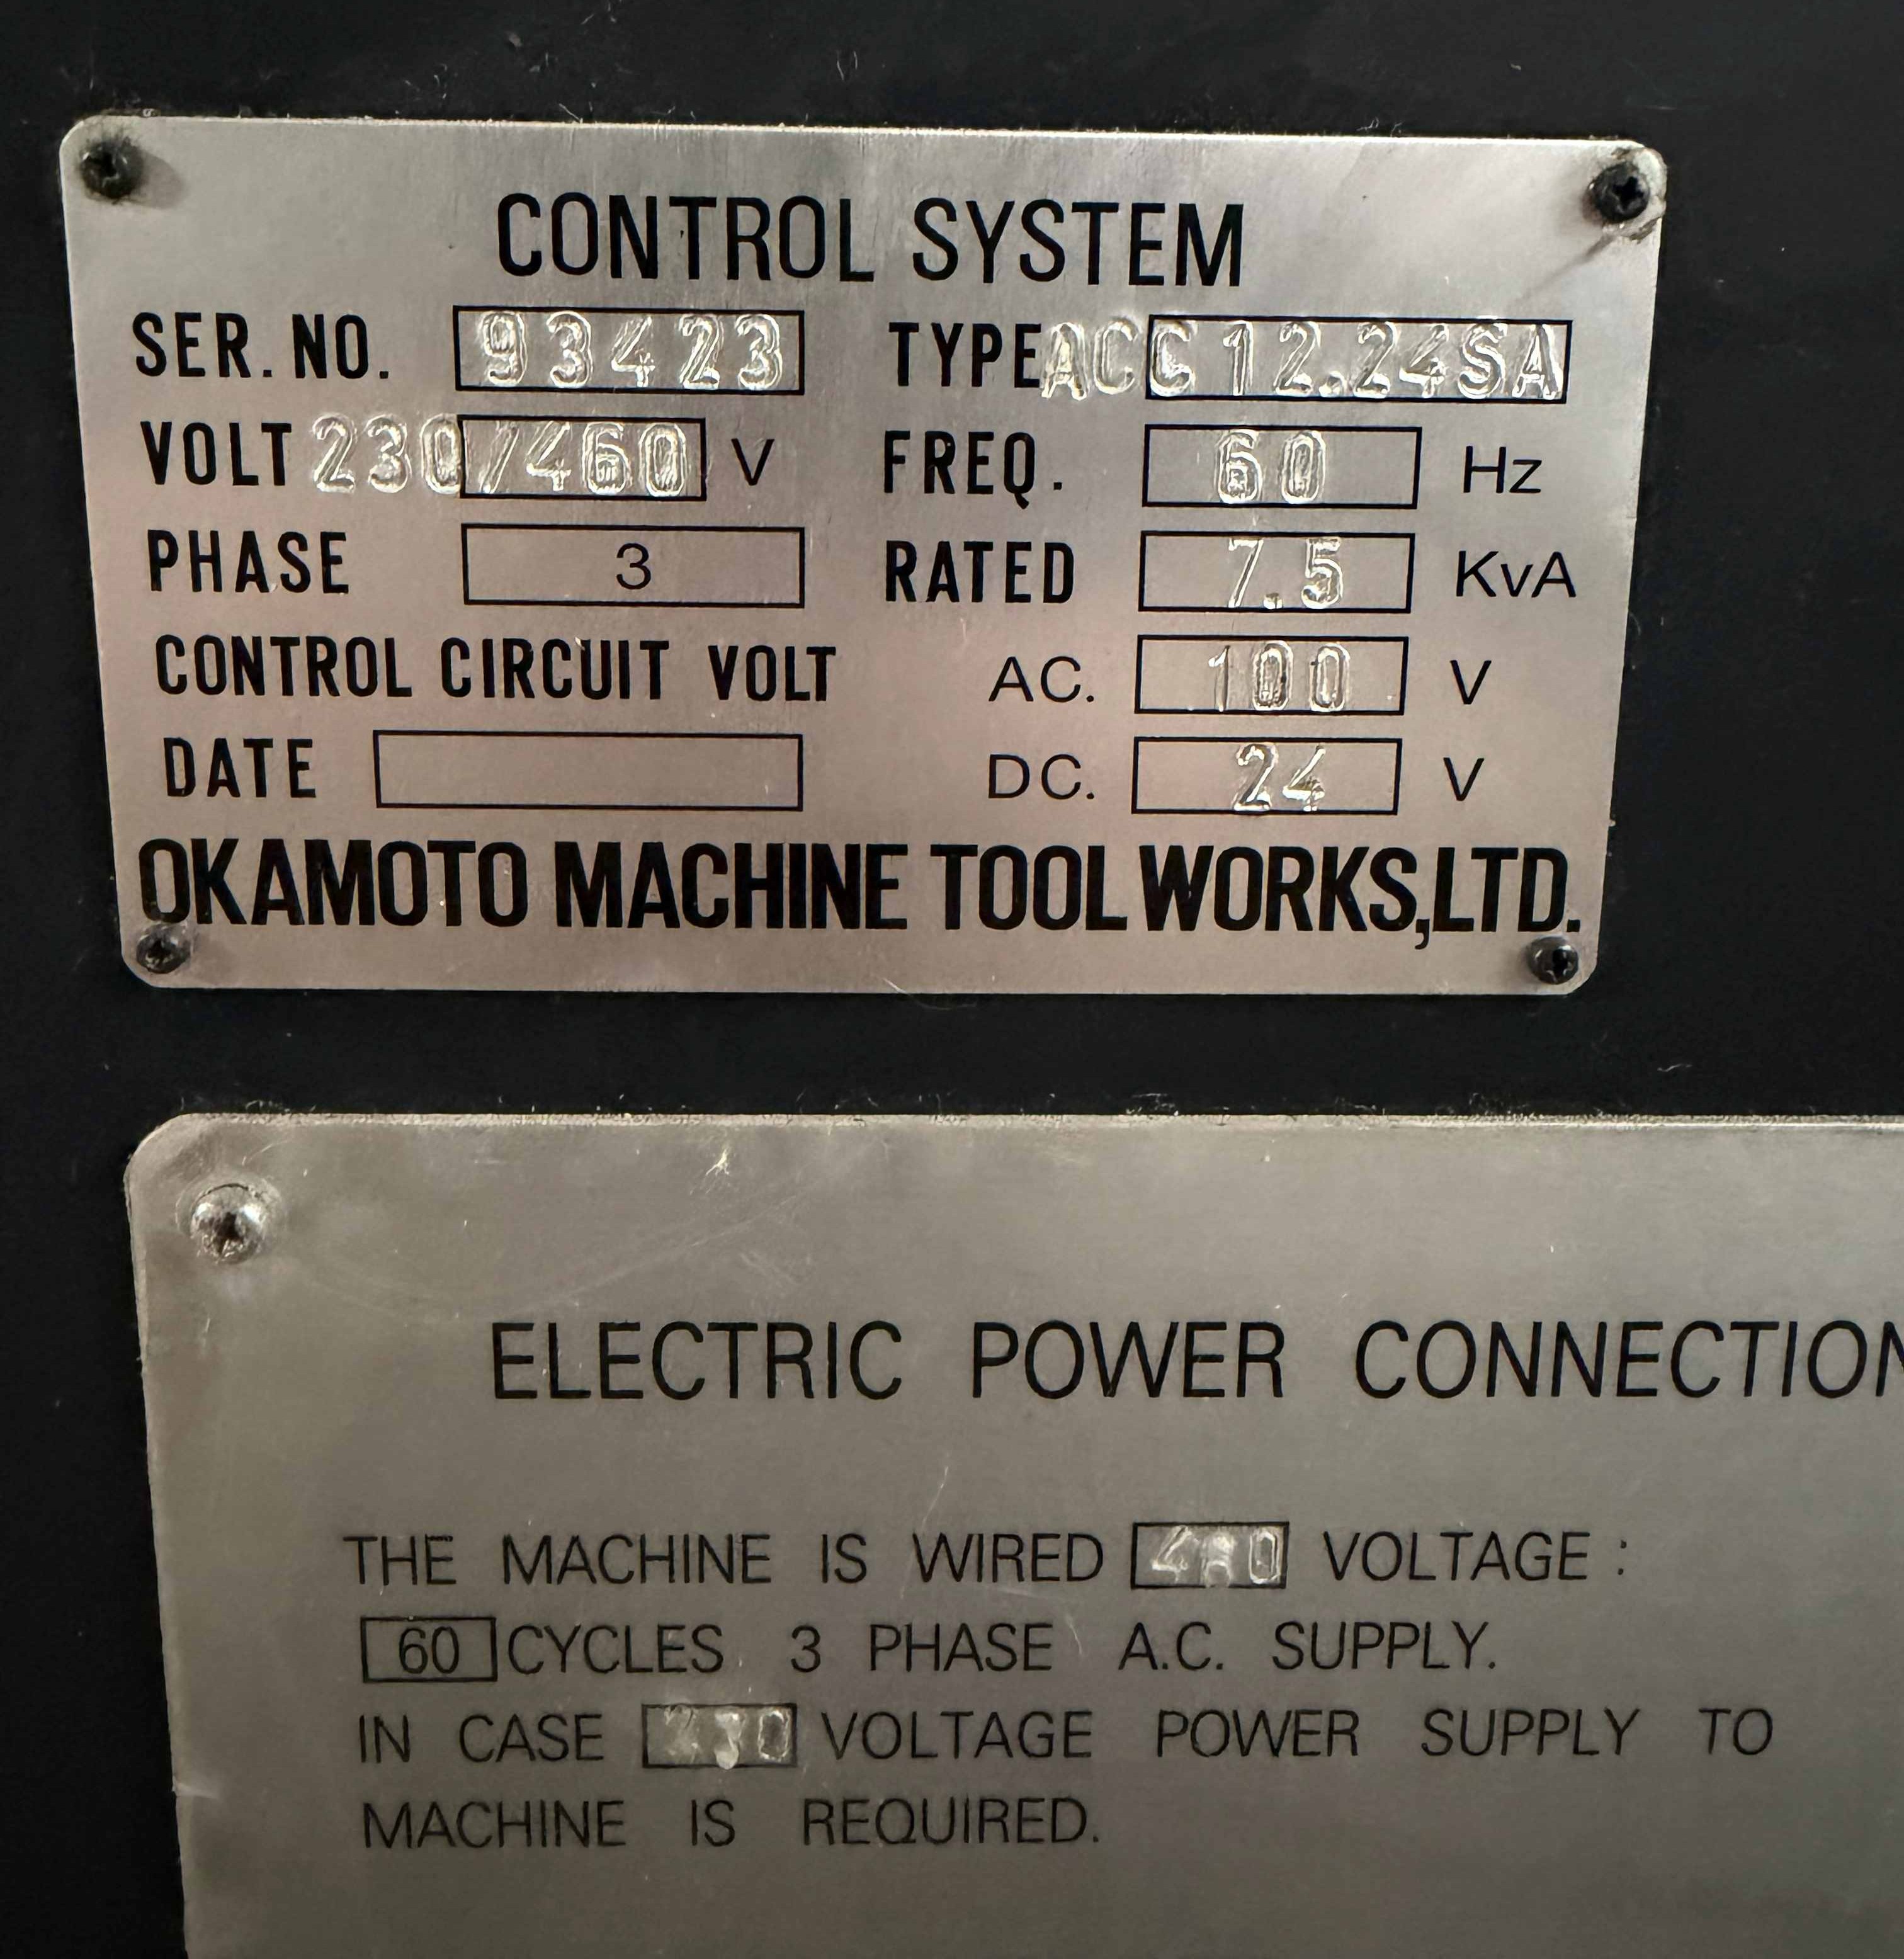 CONTROL SYSTEM
SER. NO. 93423 TYPE ACC12.24SA
VOLT 230/460 V FREQ. 60 Hz
PHASE 3 RATED 7.5 KvA
CONTROL CIRCUIT VOLT AC. 100 V
DATE DC. 24 V
OKAMOTO MACHINE TOOL WORKS,LTD.
ELECTRIC POWER CONNECTION
THE MACHINE IS WIRED VOLTAGE :
60 CYCLES 3 PHASE A.C. SUPPLY.
IN CASE 230 VOLTAGE POWER SUPPLY TO
MACHINE IS REQUIRED.